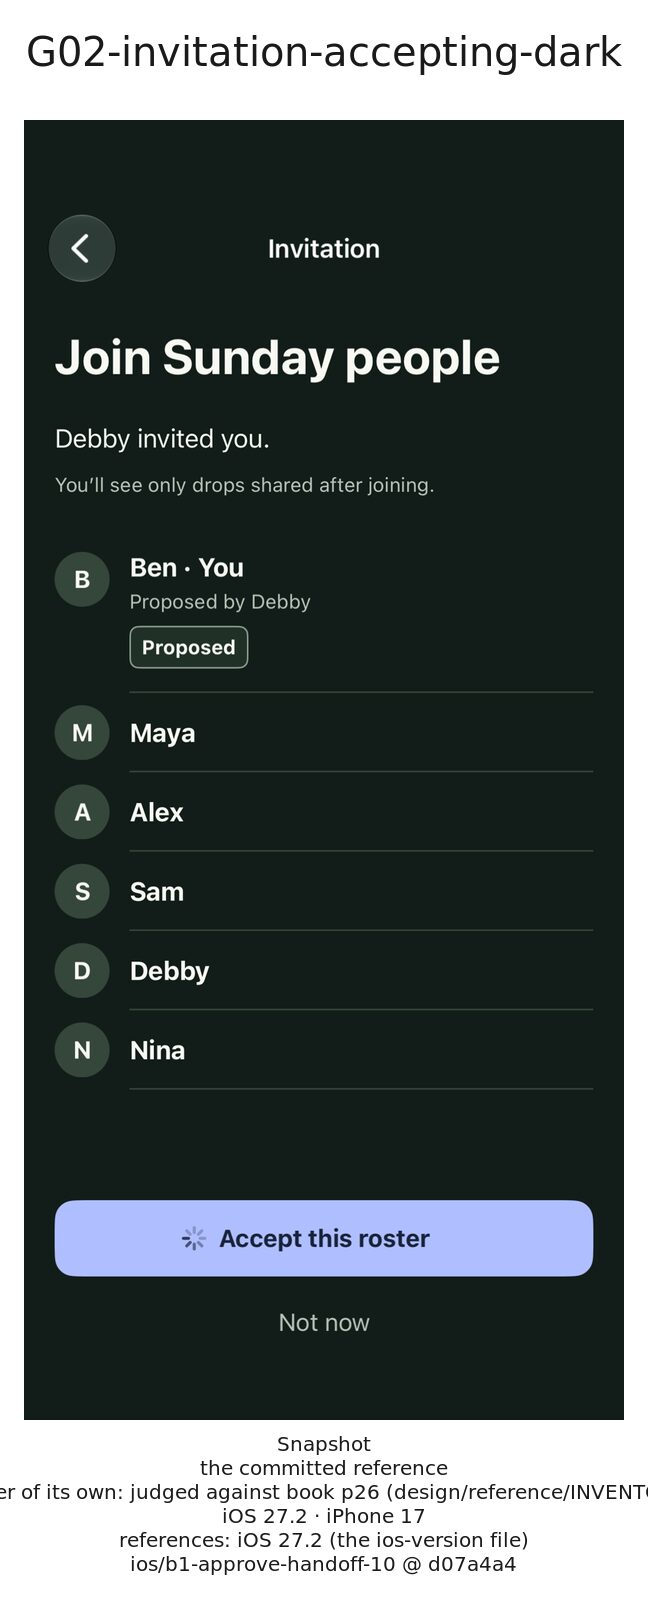 G02-invitation-accepting-dark
Invitation
Join Sunday people
Debby invited you.
You’ll see only drops shared after joining.
B
Ben · You
Proposed by Debby
Proposed
M
Maya
A
Alex
S
Sam
D
Debby
N
Nina
Accept this roster
Not now
Snapshot
the committed reference
of its own: judged against book p26 (design/reference/
iOS 27.2 · iPhone 17
references: iOS 27.2 (the ios-version file)
ios/b1-approve-handoff-10 @ d07a4a4